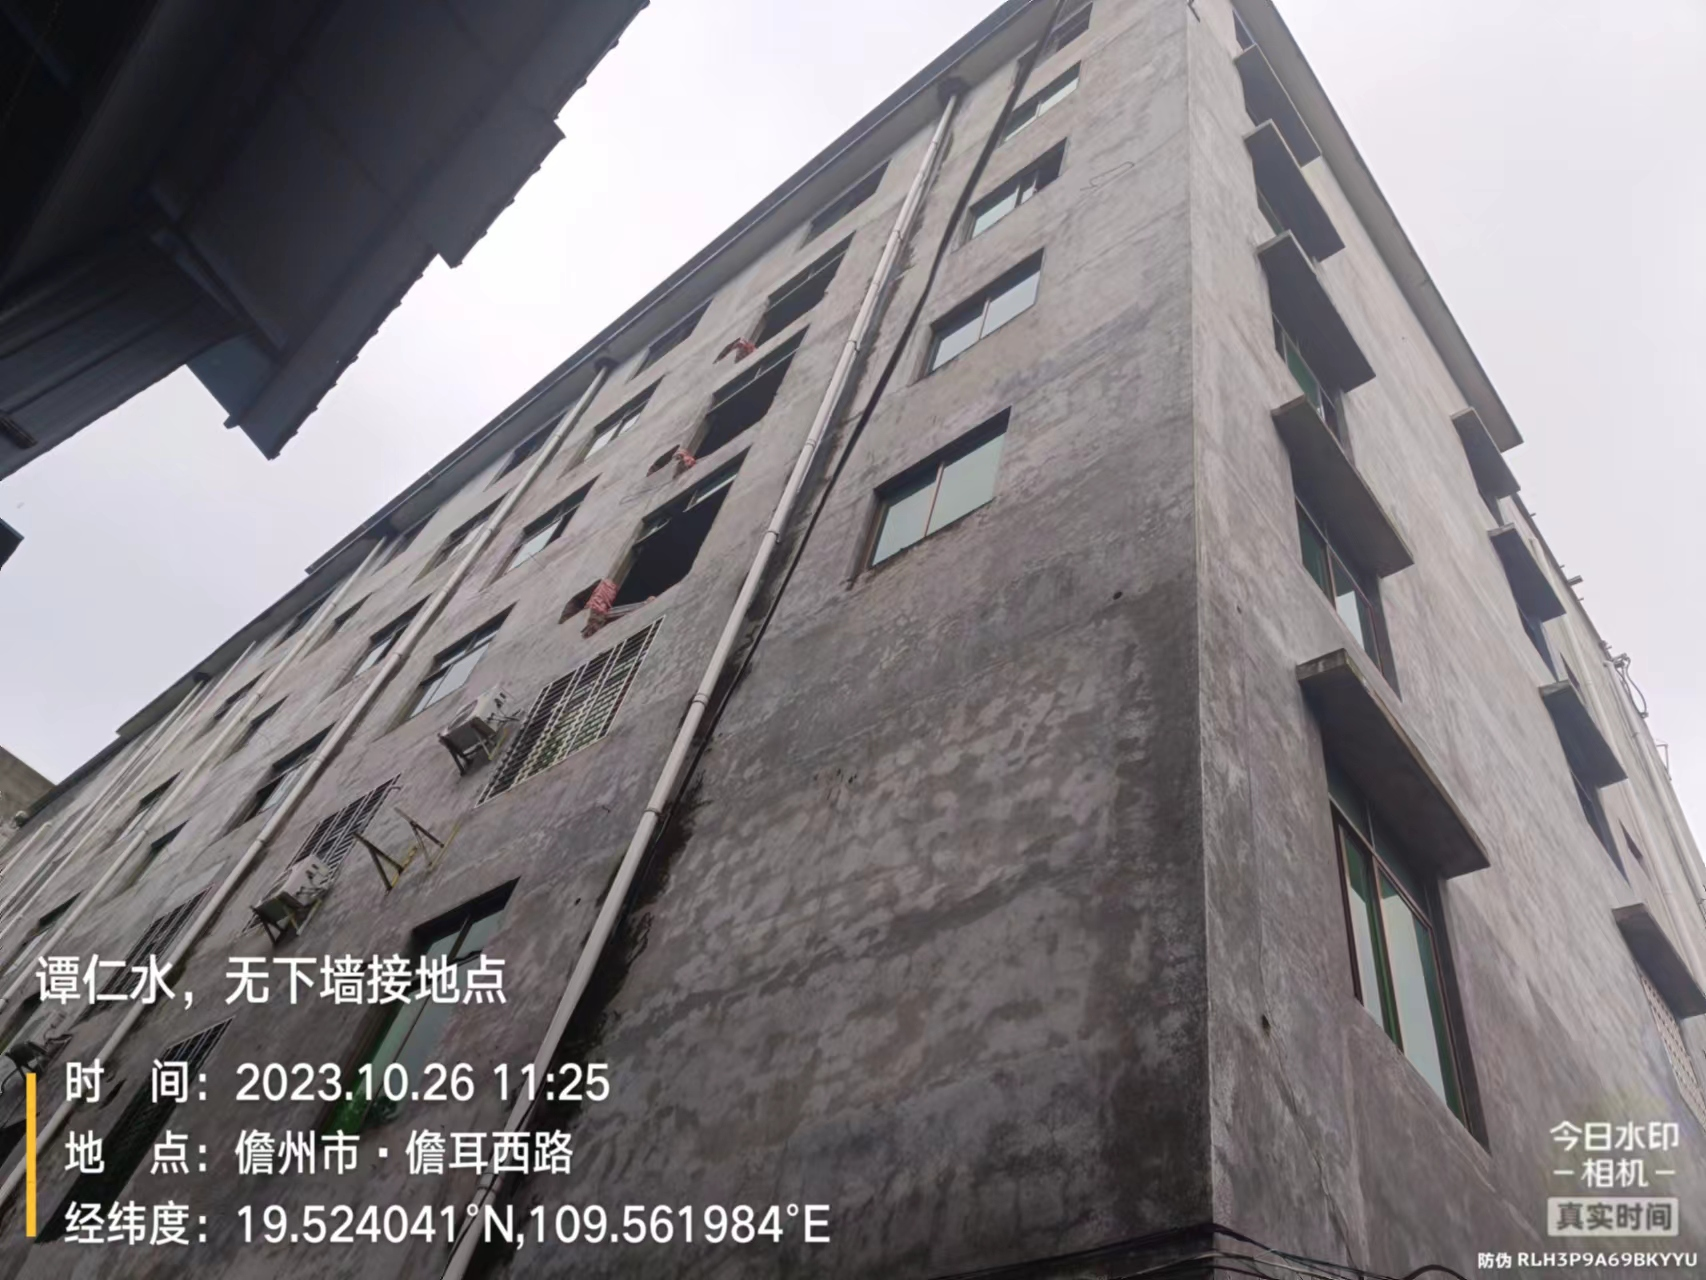 谭仁水，无下墙接地点
时 间：2023.10.26 11:25
地 点：儋州市·儋耳西路
经纬度：19.524041°N,109.561984°E
今日水印
相机
真实时间
防伪 RLH3P9A69BKYYU